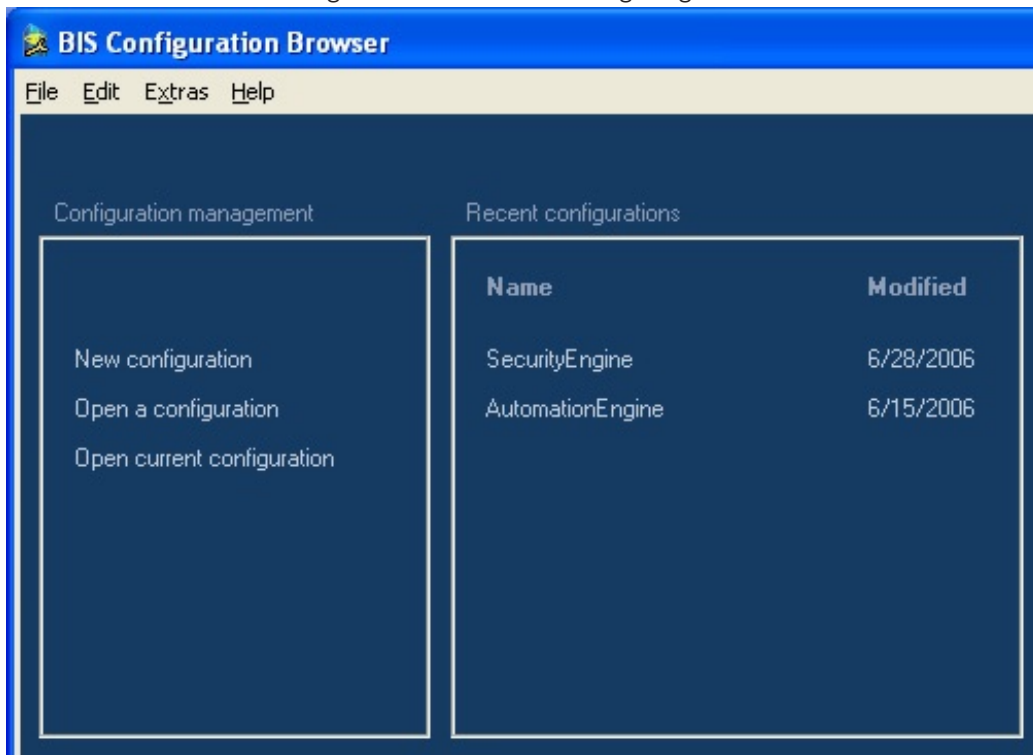 BIS Configuration Browser
File Edit Extras Help
Configuration management
New configuration
Open a configuration
Open current configuration
Recent configurations
Name Modified
SecurityEngine 6/28/2006
AutomationEngine 6/15/2006